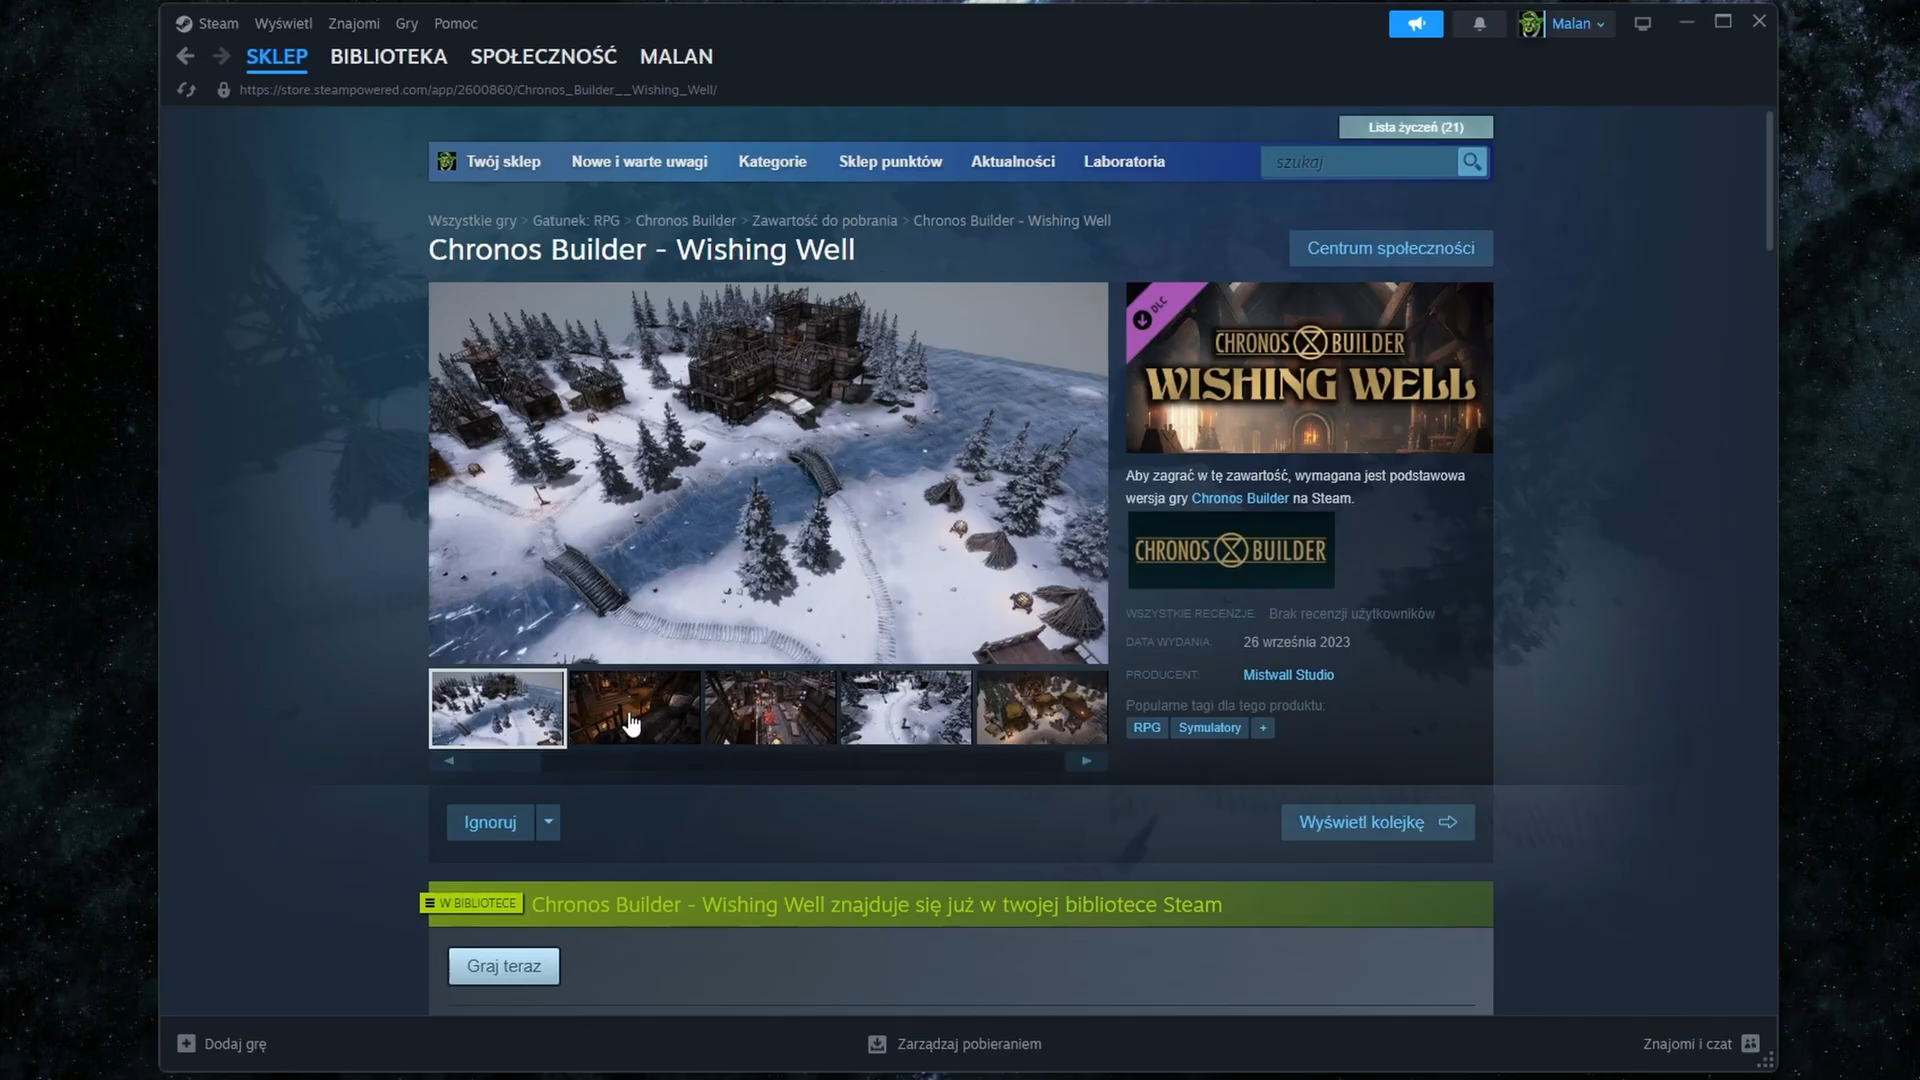 Steam Wyświetl Znajomi Gry Pomoc
Malan
SKLEP BIBLIOTEKA SPOŁECZNOŚĆ MALAN
https://store.steampowered.com/app/2600860/Chronos_Builder__Wishing_Well/
Lista życzeń (21)
Twój sklep Nowe i warte uwagi Kategorie Sklep punktów Aktualności Laboratoria szukaj
Wszystkie gry > Gatunek: RPG > Chronos Builder > Zawartość do pobrania > Chronos Builder - Wishing Well
Chronos Builder - Wishing Well
Centrum społeczności
DLC
CHRONOS BUILDER
WISHING WELL
Aby zagrać w tę zawartość, wymagana jest podstawowa
wersja gry Chronos Builder na Steam.
CHRONOS BUILDER
WSZYSTKIE RECENZJE: Brak recenzji użytkowników
DATA WYDANIA: 26 września 2023
PRODUCENT: Mistwall Studio
Popularne tagi dla tego produktu:
RPG Symulatory +
Ignoruj
Wyświetl kolejkę
W BIBLIOTECE Chronos Builder - Wishing Well znajduje się już w twojej bibliotece Steam
Graj teraz
Dodaj grę
Zarządzaj pobieraniem
Znajomi i czat